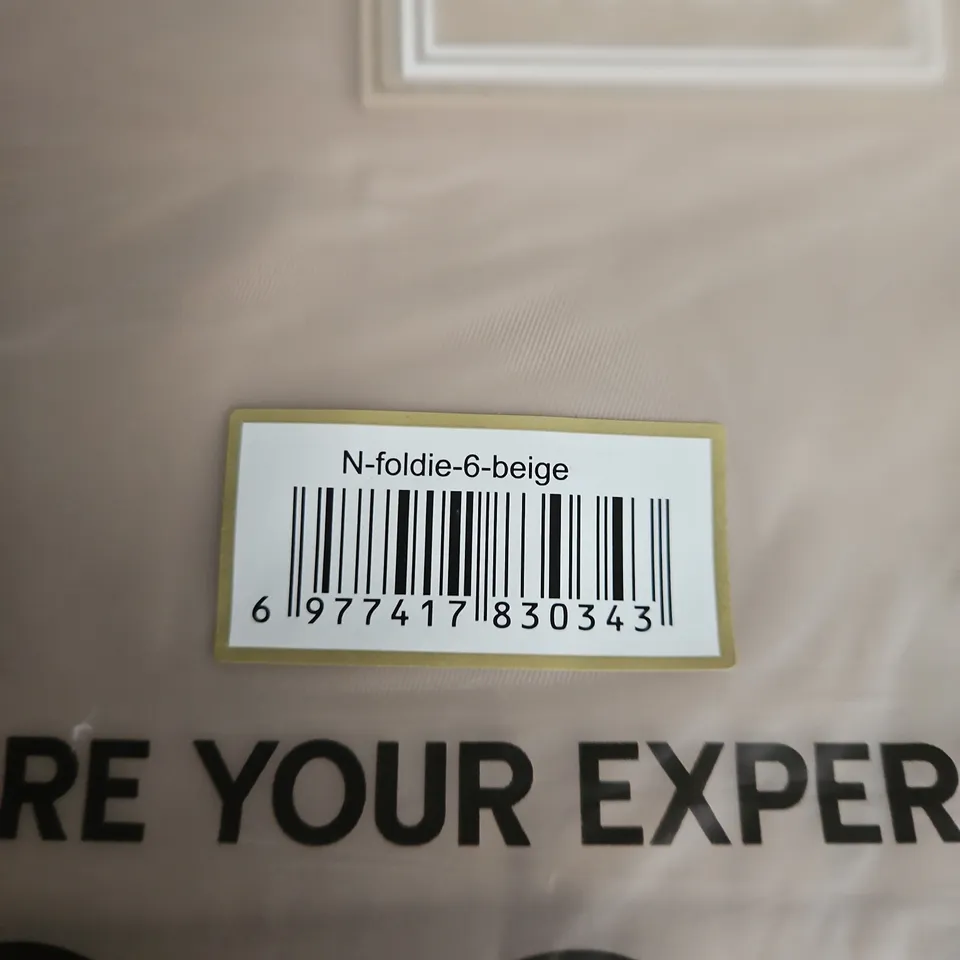 N-foldie-6-beige
6 977417 830343
RE YOUR EXPER